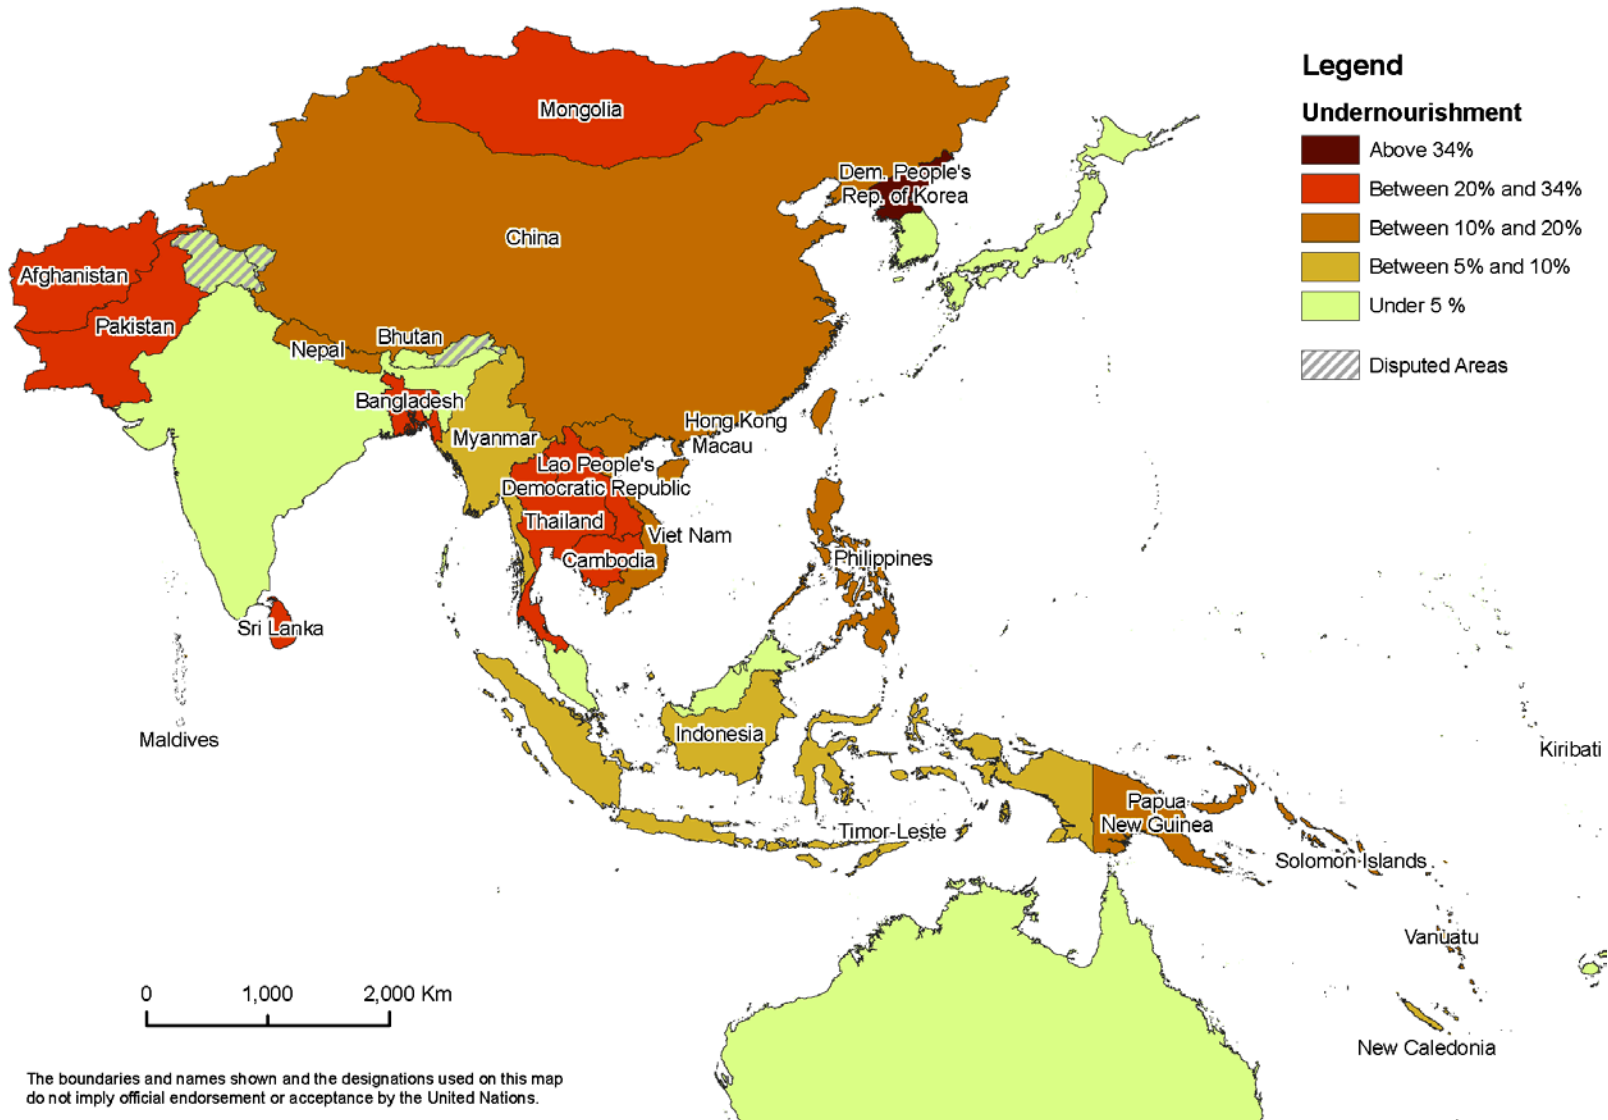 Legend
Undernourishment
Above 34%
Between 20% and 34%
Between 10% and 20%
Between 5% and 10%
Under 5 %
Disputed Areas
Mongolia
Dem. People's
Rep. of Korea
China
Afghanistan
Pakistan
Nepal
Bhutan
Bangladesh
Myanmar
Hong Kong
Macau
Lao People's
Democratic Republic
Thailand
Viet Nam
Cambodia
Philippines
Sri Lanka
Maldives
Indonesia
Kiribati
Papua
New Guinea
Timor-Leste
Solomon Islands
Vanuatu
New Caledonia
0 1,000 2,000 Km
The boundaries and names shown and the designations used on this map
do not imply official endorsement or acceptance by the United Nations.